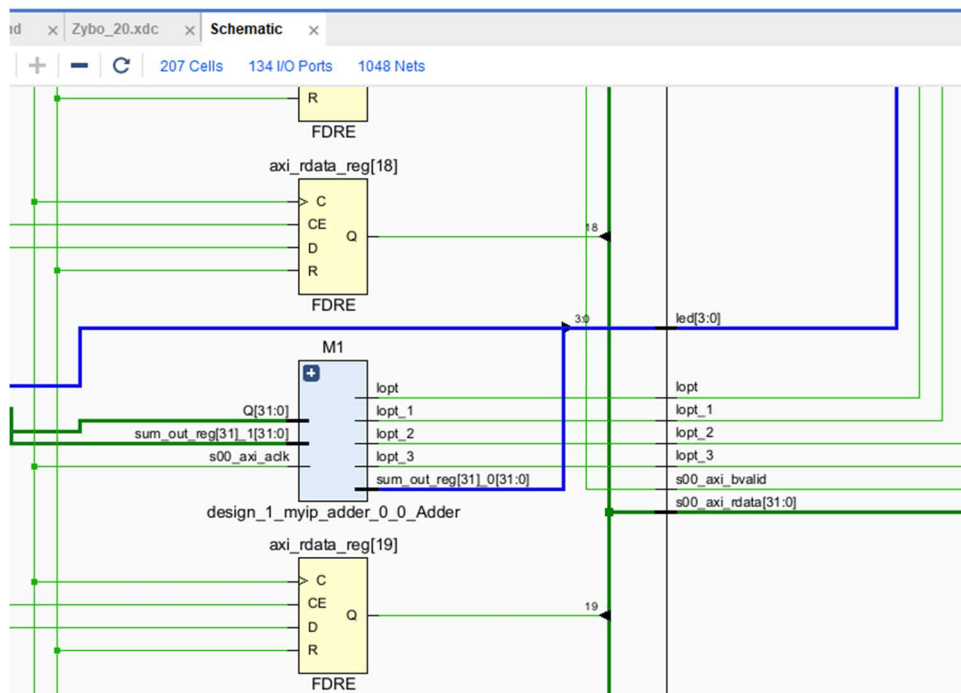 nd × Zybo_20.xdc × Schematic ×
207 Cells 134 I/O Ports 1048 Nets
R
FDRE
axi_rdata_reg[18]
C
CE
D
R
Q
FDRE
18
3:0
led[3:0]
M1
Q[31:0]
sum_out_reg[31]_1[31:0]
s00_axi_aclk
lopt
lopt_1
lopt_2
lopt_3
sum_out_reg[31]_0[31:0]
design_1_myip_adder_0_0_Adder
lopt
lopt_1
lopt_2
lopt_3
s00_axi_bvalid
s00_axi_rdata[31:0]
axi_rdata_reg[19]
C
CE
D
R
Q
FDRE
19